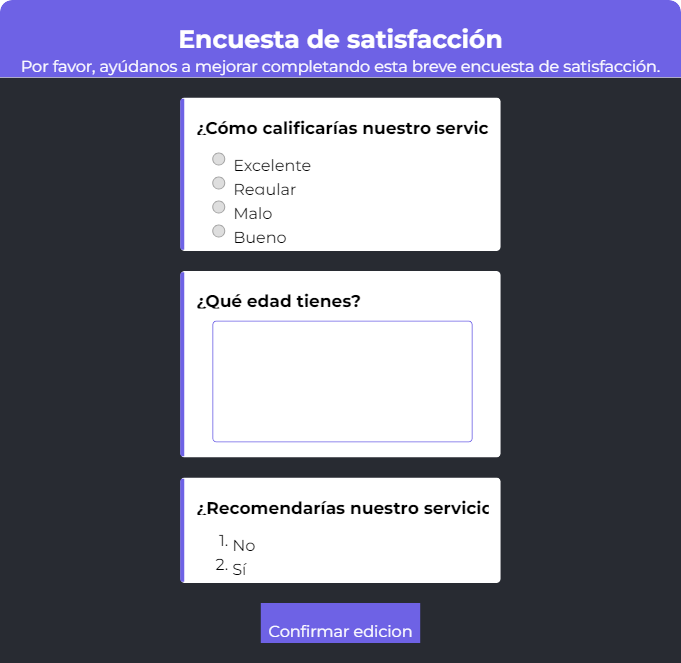 Encuesta de satisfacción
Por favor, ayúdanos a mejorar completando esta breve encuesta de satisfacción.
¿Cómo calificarías nuestro servic
Excelente
Regular
Malo
Bueno
¿Qué edad tienes?
¿Recomendarías nuestro servicic
1. No
2. Sí
Confirmar edicion